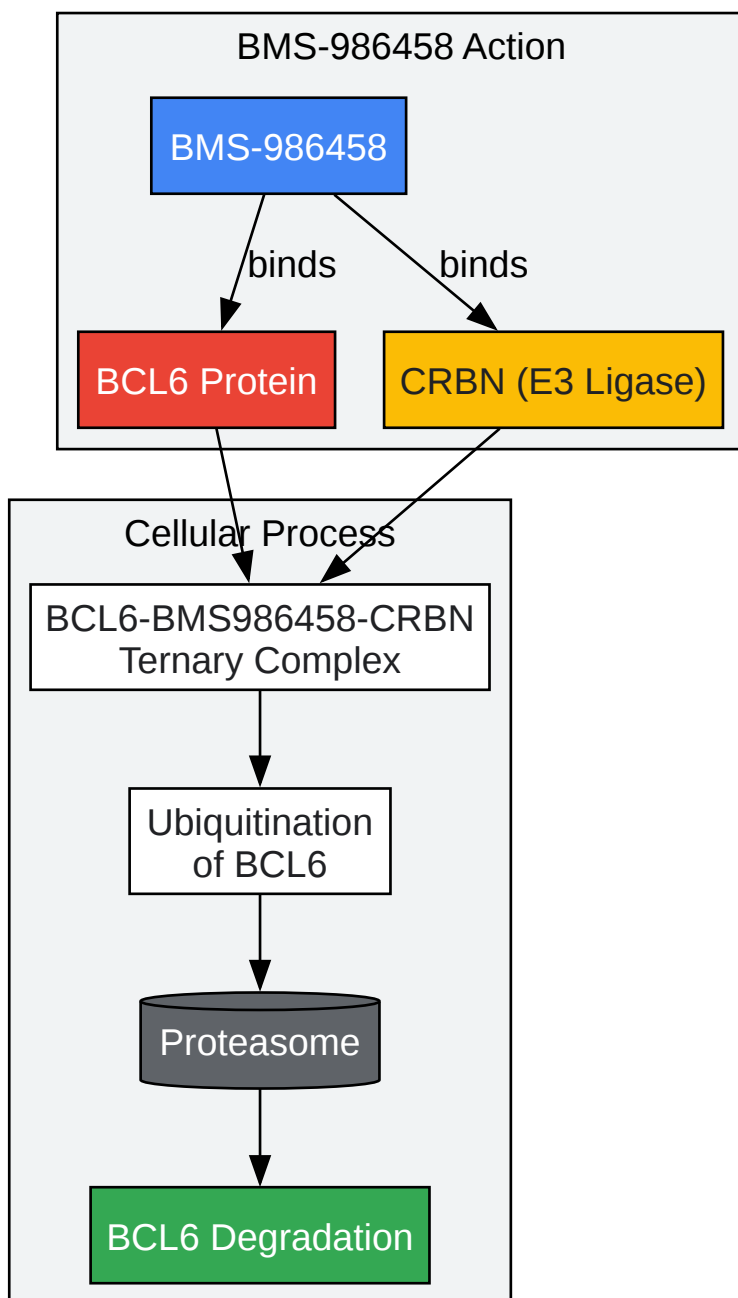 BMS-986458 Action
BMS-986458
binds
binds
BCL6 Protein
CRBN (E3 Ligase)
Cellular Process
BCL6-BMS986458-CRBN
Ternary Complex
Ubiquitination
of BCL6
Proteasome
BCL6 Degradation